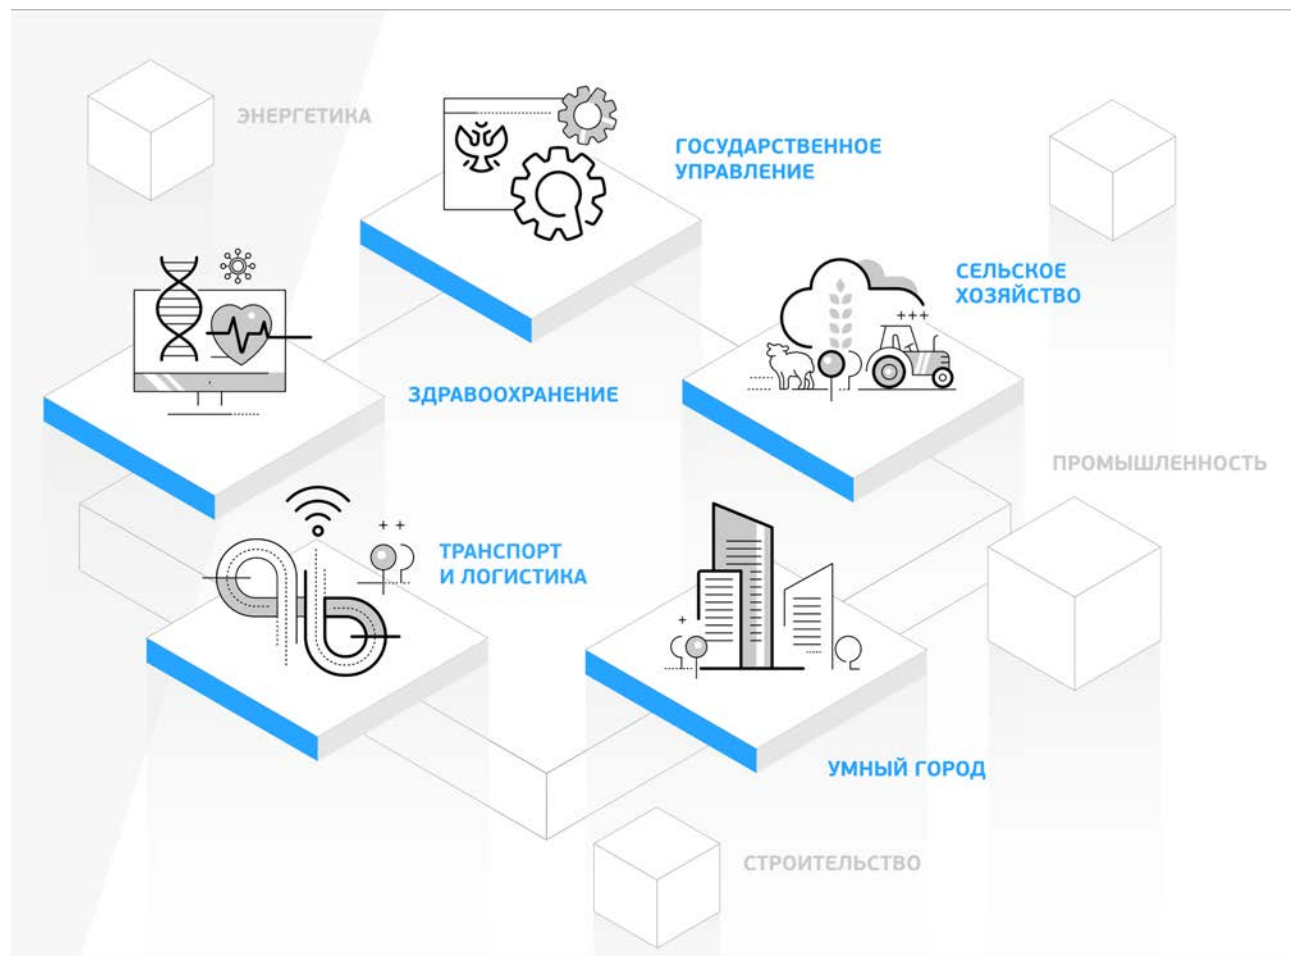 ЭНЕРГЕТИКА
ГОСУДАРСТВЕННОЕ
УПРАВЛЕНИЕ
СЕЛЬСКОЕ
ХОЗЯЙСТВО
ЗДРАВООХРАНЕНИЕ
ПРОМЫШЛЕННОСТЬ
ТРАНСПОРТ
И ЛОГИСТИКА
УМНЫЙ ГОРОД
СТРОИТЕЛЬСТВО